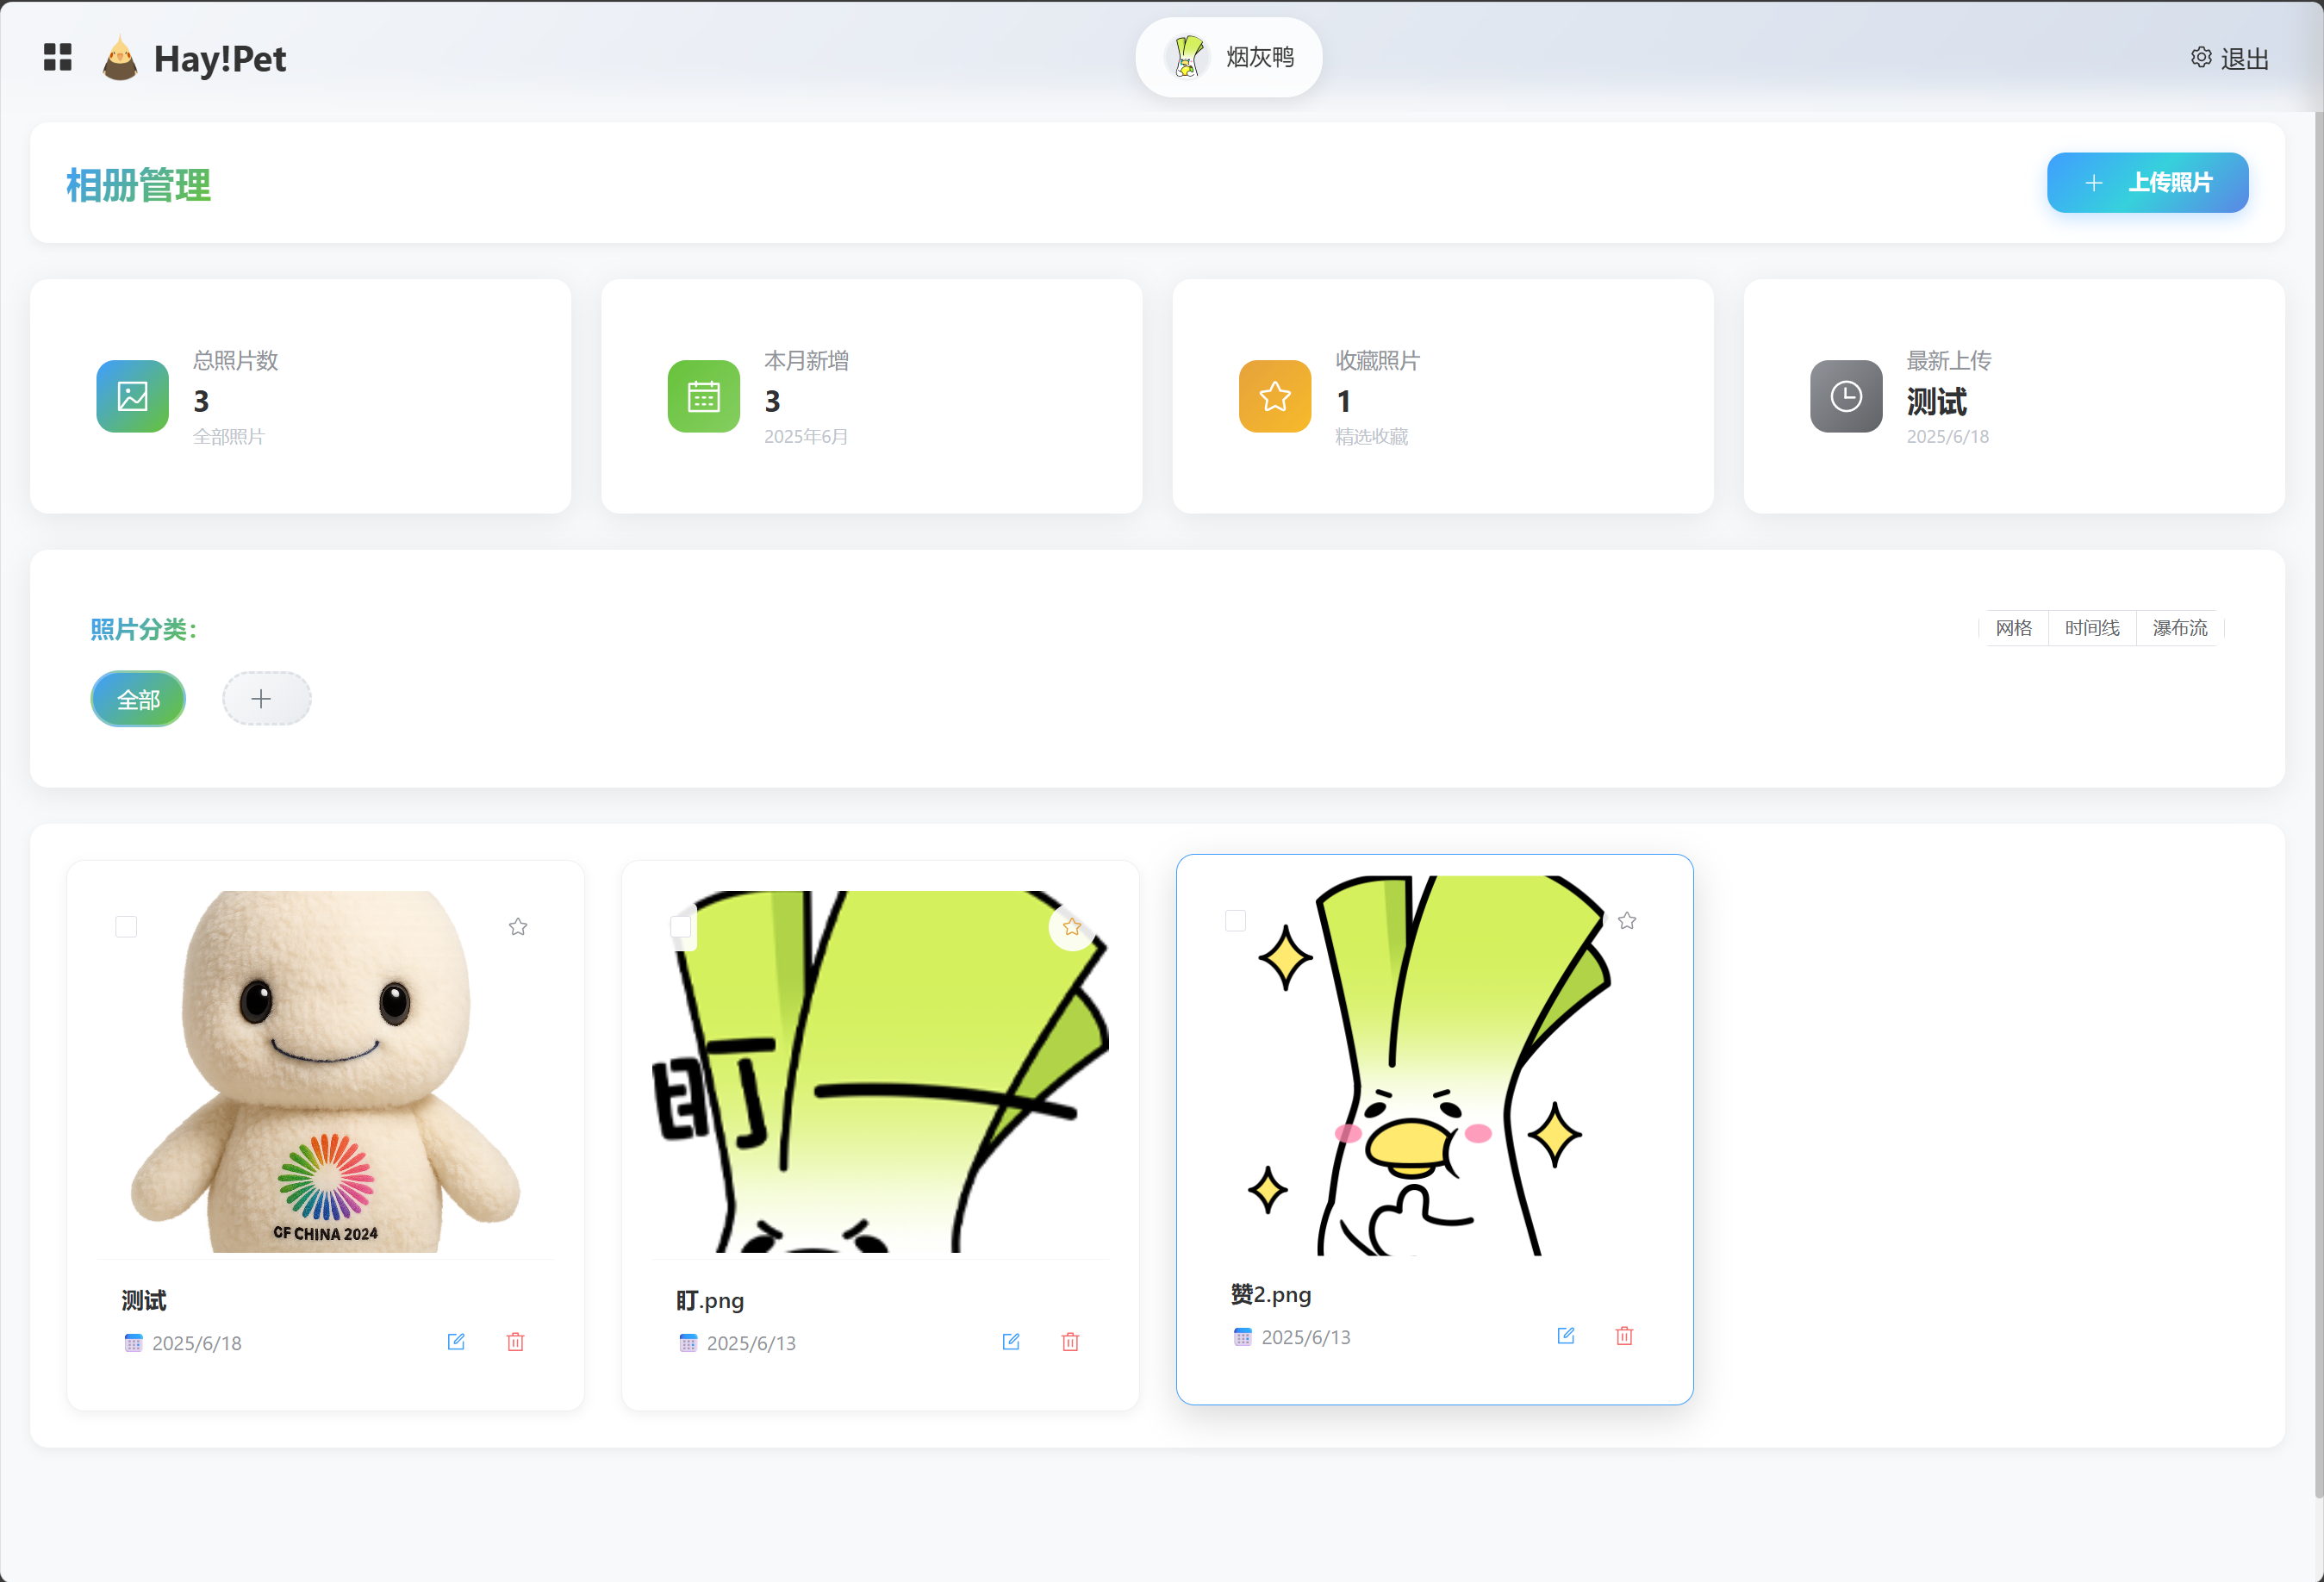 Hay!Pet
烟灰鸭
退出
相册管理
上传照片
总照片数
3
全部照片
本月新增
3
2025年6月
收藏照片
1
精选收藏
最新上传
测试
2025/6/18
照片分类：
网格
时间线
瀑布流
全部
盯一
CF CHINA 2024
测试
2025/6/18
盯.png
2025/6/13
赞2.png
2025/6/13